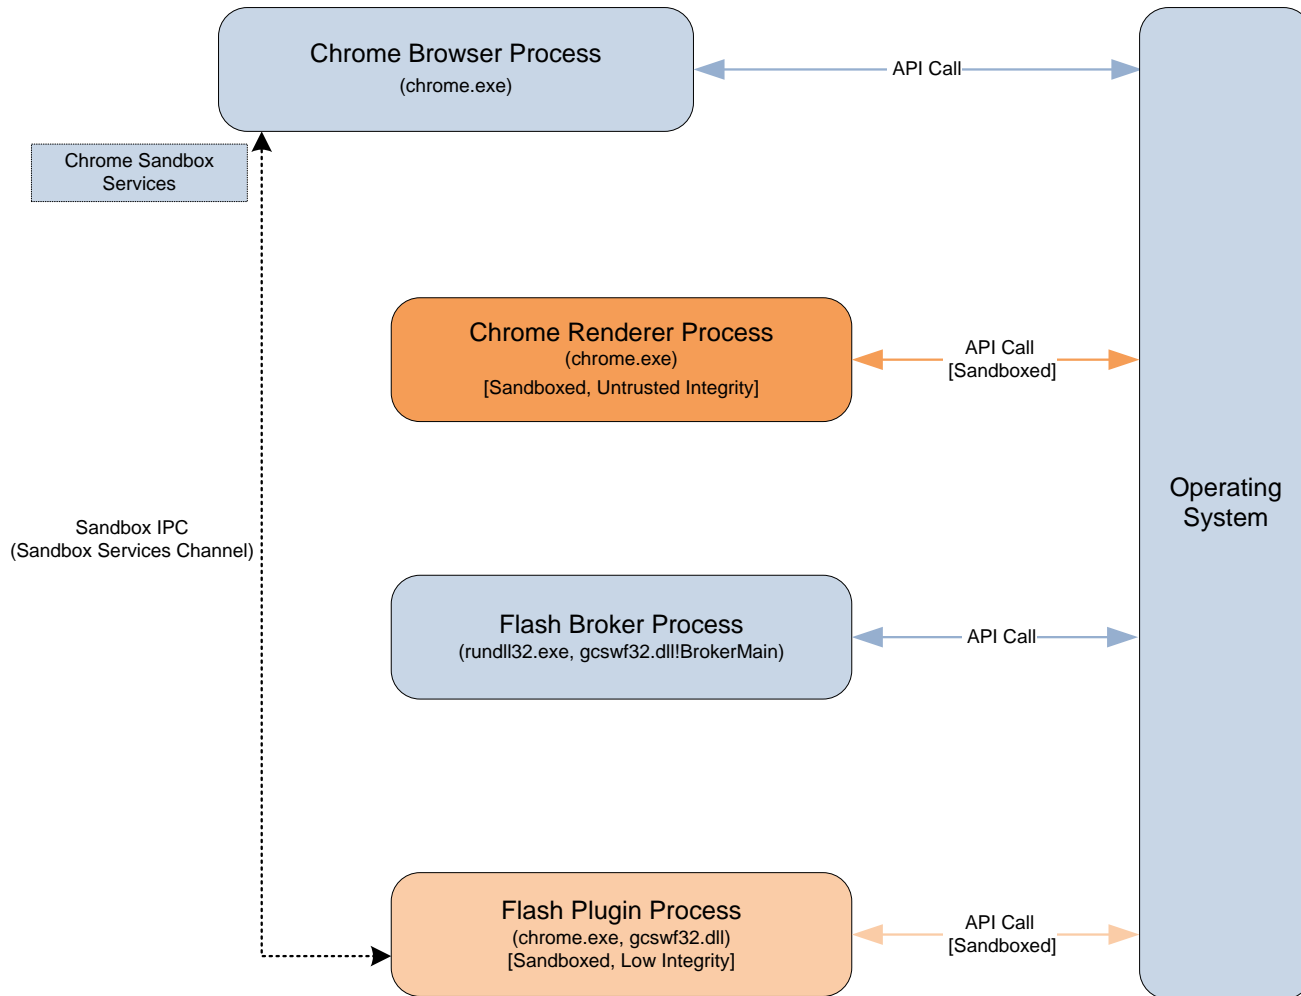 Chrome Browser Process
(chrome.exe)
API Call
Chrome Sandbox
Services
Chrome Renderer Process
(chrome.exe)
[Sandboxed, Untrusted Integrity]
API Call
[Sandboxed]
Operating
System
Sandbox IPC
(Sandbox Services Channel)
Flash Broker Process
(rundll32.exe, gcswf32.dll!BrokerMain)
API Call
Flash Plugin Process
(chrome.exe, gcswf32.dll)
[Sandboxed, Low Integrity]
API Call
[Sandboxed]